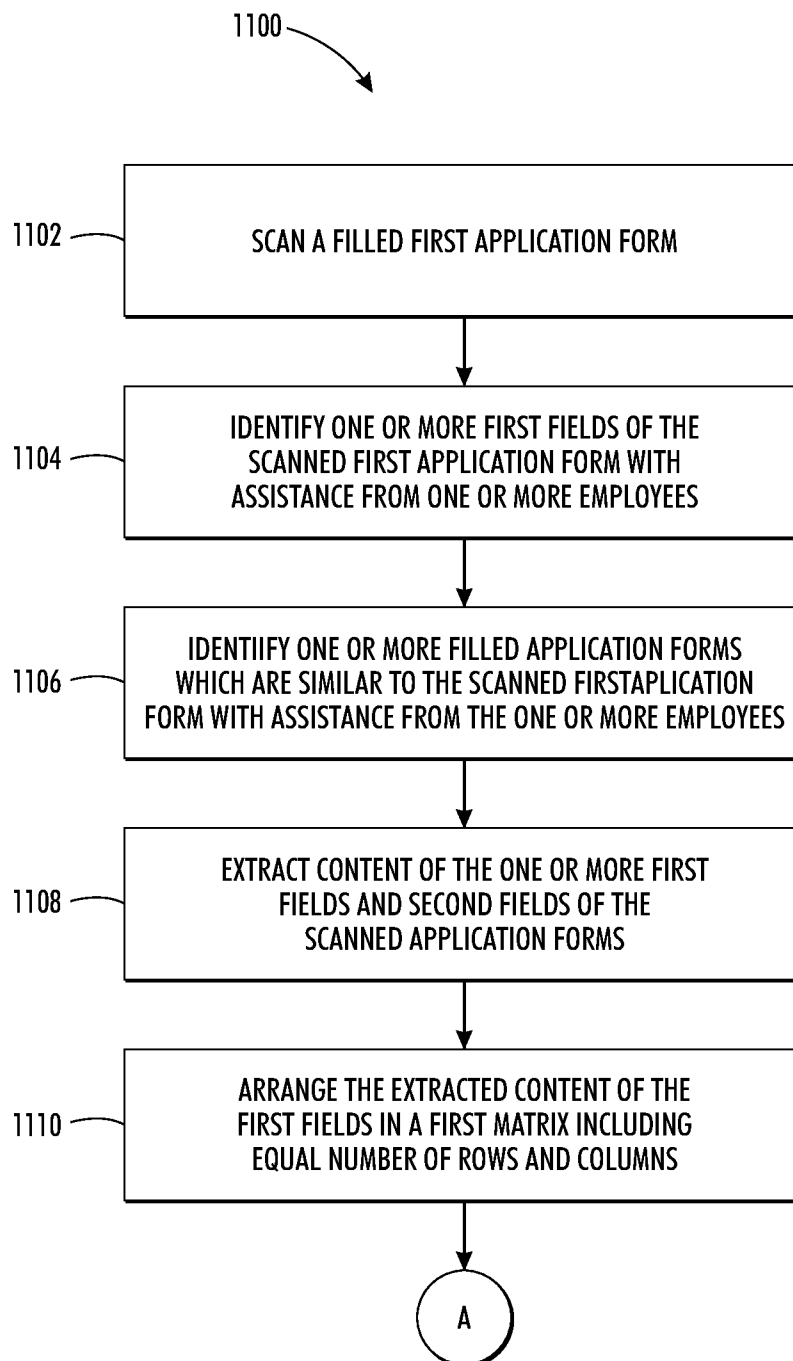 1100
1102
SCAN A FILLED FIRST APPLICATION FORM
1104
IDENTIFY ONE OR MORE FIRST FIELDS OF THE
SCANNED FIRST APPLICATION FORM WITH
ASSISTANCE FROM ONE OR MORE EMPLOYEES
1106
IDENTIIFY ONE OR MORE FILLED APPLICATION FORMS
WHICH ARE SIMILAR TO THE SCANNED FIRSTAPLICATION
FORM WITH ASSISTANCE FROM THE ONE OR MORE EMPLOYEES
1108
EXTRACT CONTENT OF THE ONE OR MORE FIRST
FIELDS AND SECOND FIELDS OF THE
SCANNED APPLICATION FORMS
1110
ARRANGE THE EXTRACTED CONTENT OF THE
FIRST FIELDS IN A FIRST MATRIX INCLUDING
EQUAL NUMBER OF ROWS AND COLUMNS
A